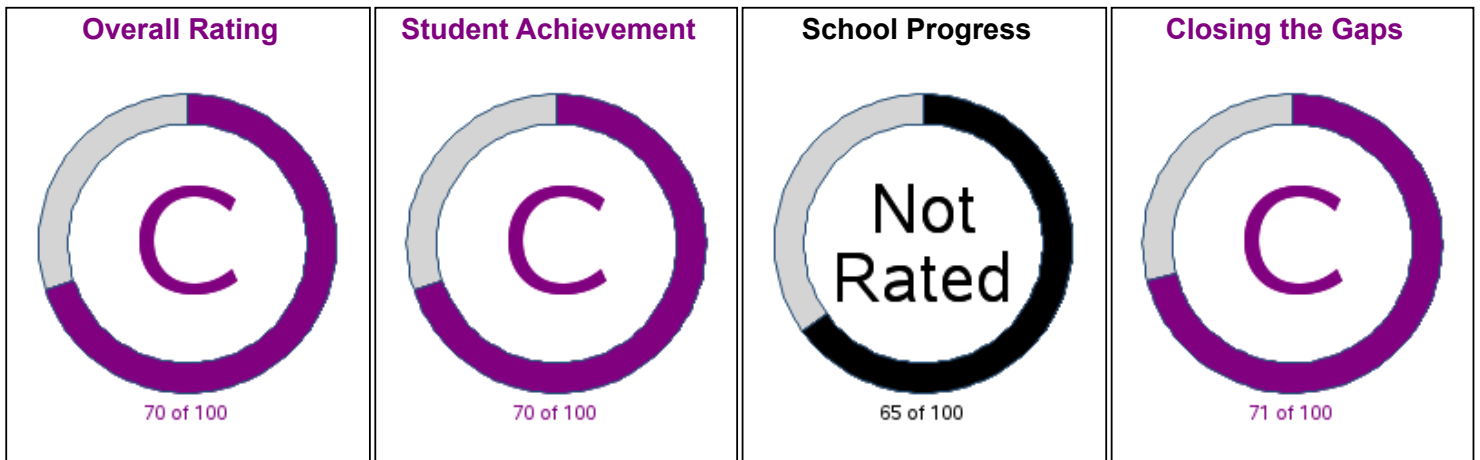 Overall Rating
C
70 of 100
Student Achievement
C
70 of 100
School Progress
Not
Rated
65 of 100
Closing the Gaps
C
71 of 100